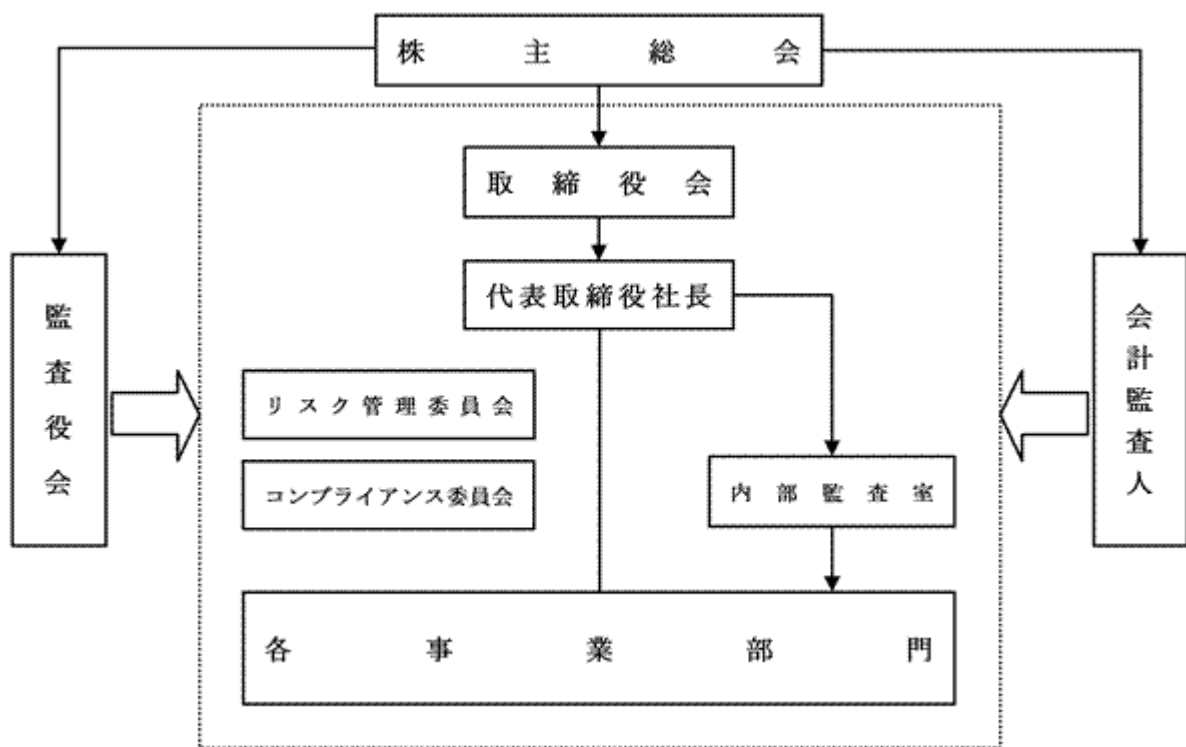 株主総会
取締役会
代表取締役社長
監査役会
会計監査人
リスク管理委員会
コンプライアンス委員会
内部監査室
各事業部門